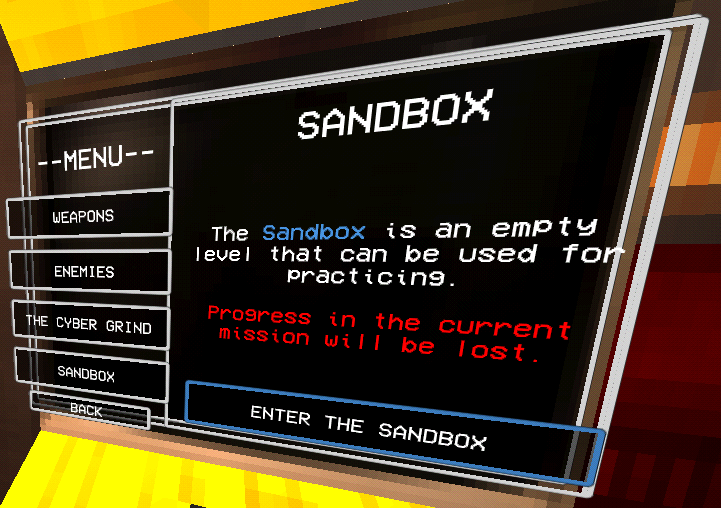 SANDBOX
--MENU--
WEAPONS
ENEMIES
THE CYBER GRIND
SANDBOX
BACK
The Sandbox is an empty
level that can be used for
practicing.
Progress in the current
mission will be lost.
ENTER THE SANDBOX